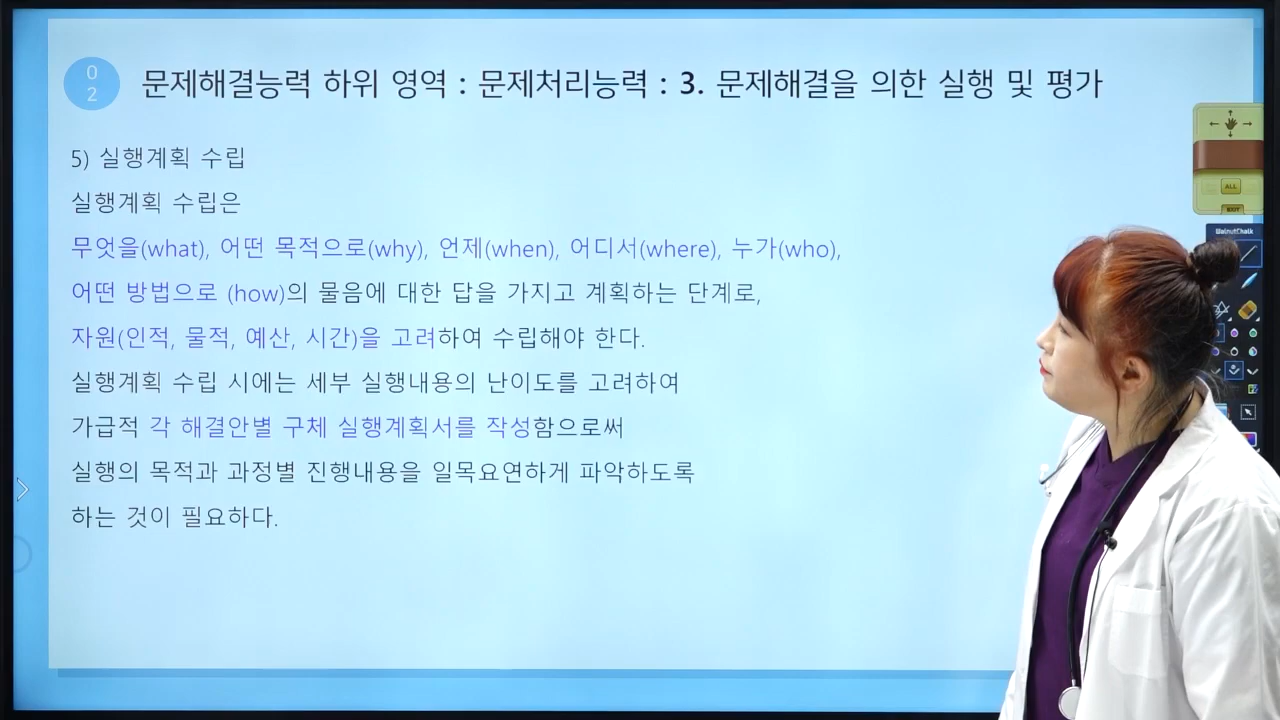 02
문제해결능력 하위 영역 : 문제처리능력 : 3. 문제해결을 의한 실행 및 평가
5) 실행계획 수립
실행계획 수립은
무엇을(what), 어떤 목적으로(why), 언제(when), 어디서(where), 누가(who),
어떤 방법으로 (how)의 물음에 대한 답을 가지고 계획하는 단계로,
자원(인적, 물적, 예산, 시간)을 고려하여 수립해야 한다.
실행계획 수립 시에는 세부 실행내용의 난이도를 고려하여
가급적 각 해결안별 구체 실행계획서를 작성함으로써
실행의 목적과 과정별 진행내용을 일목요연하게 파악하도록
하는 것이 필요하다.
ALL
EXIT
WalnutChalk